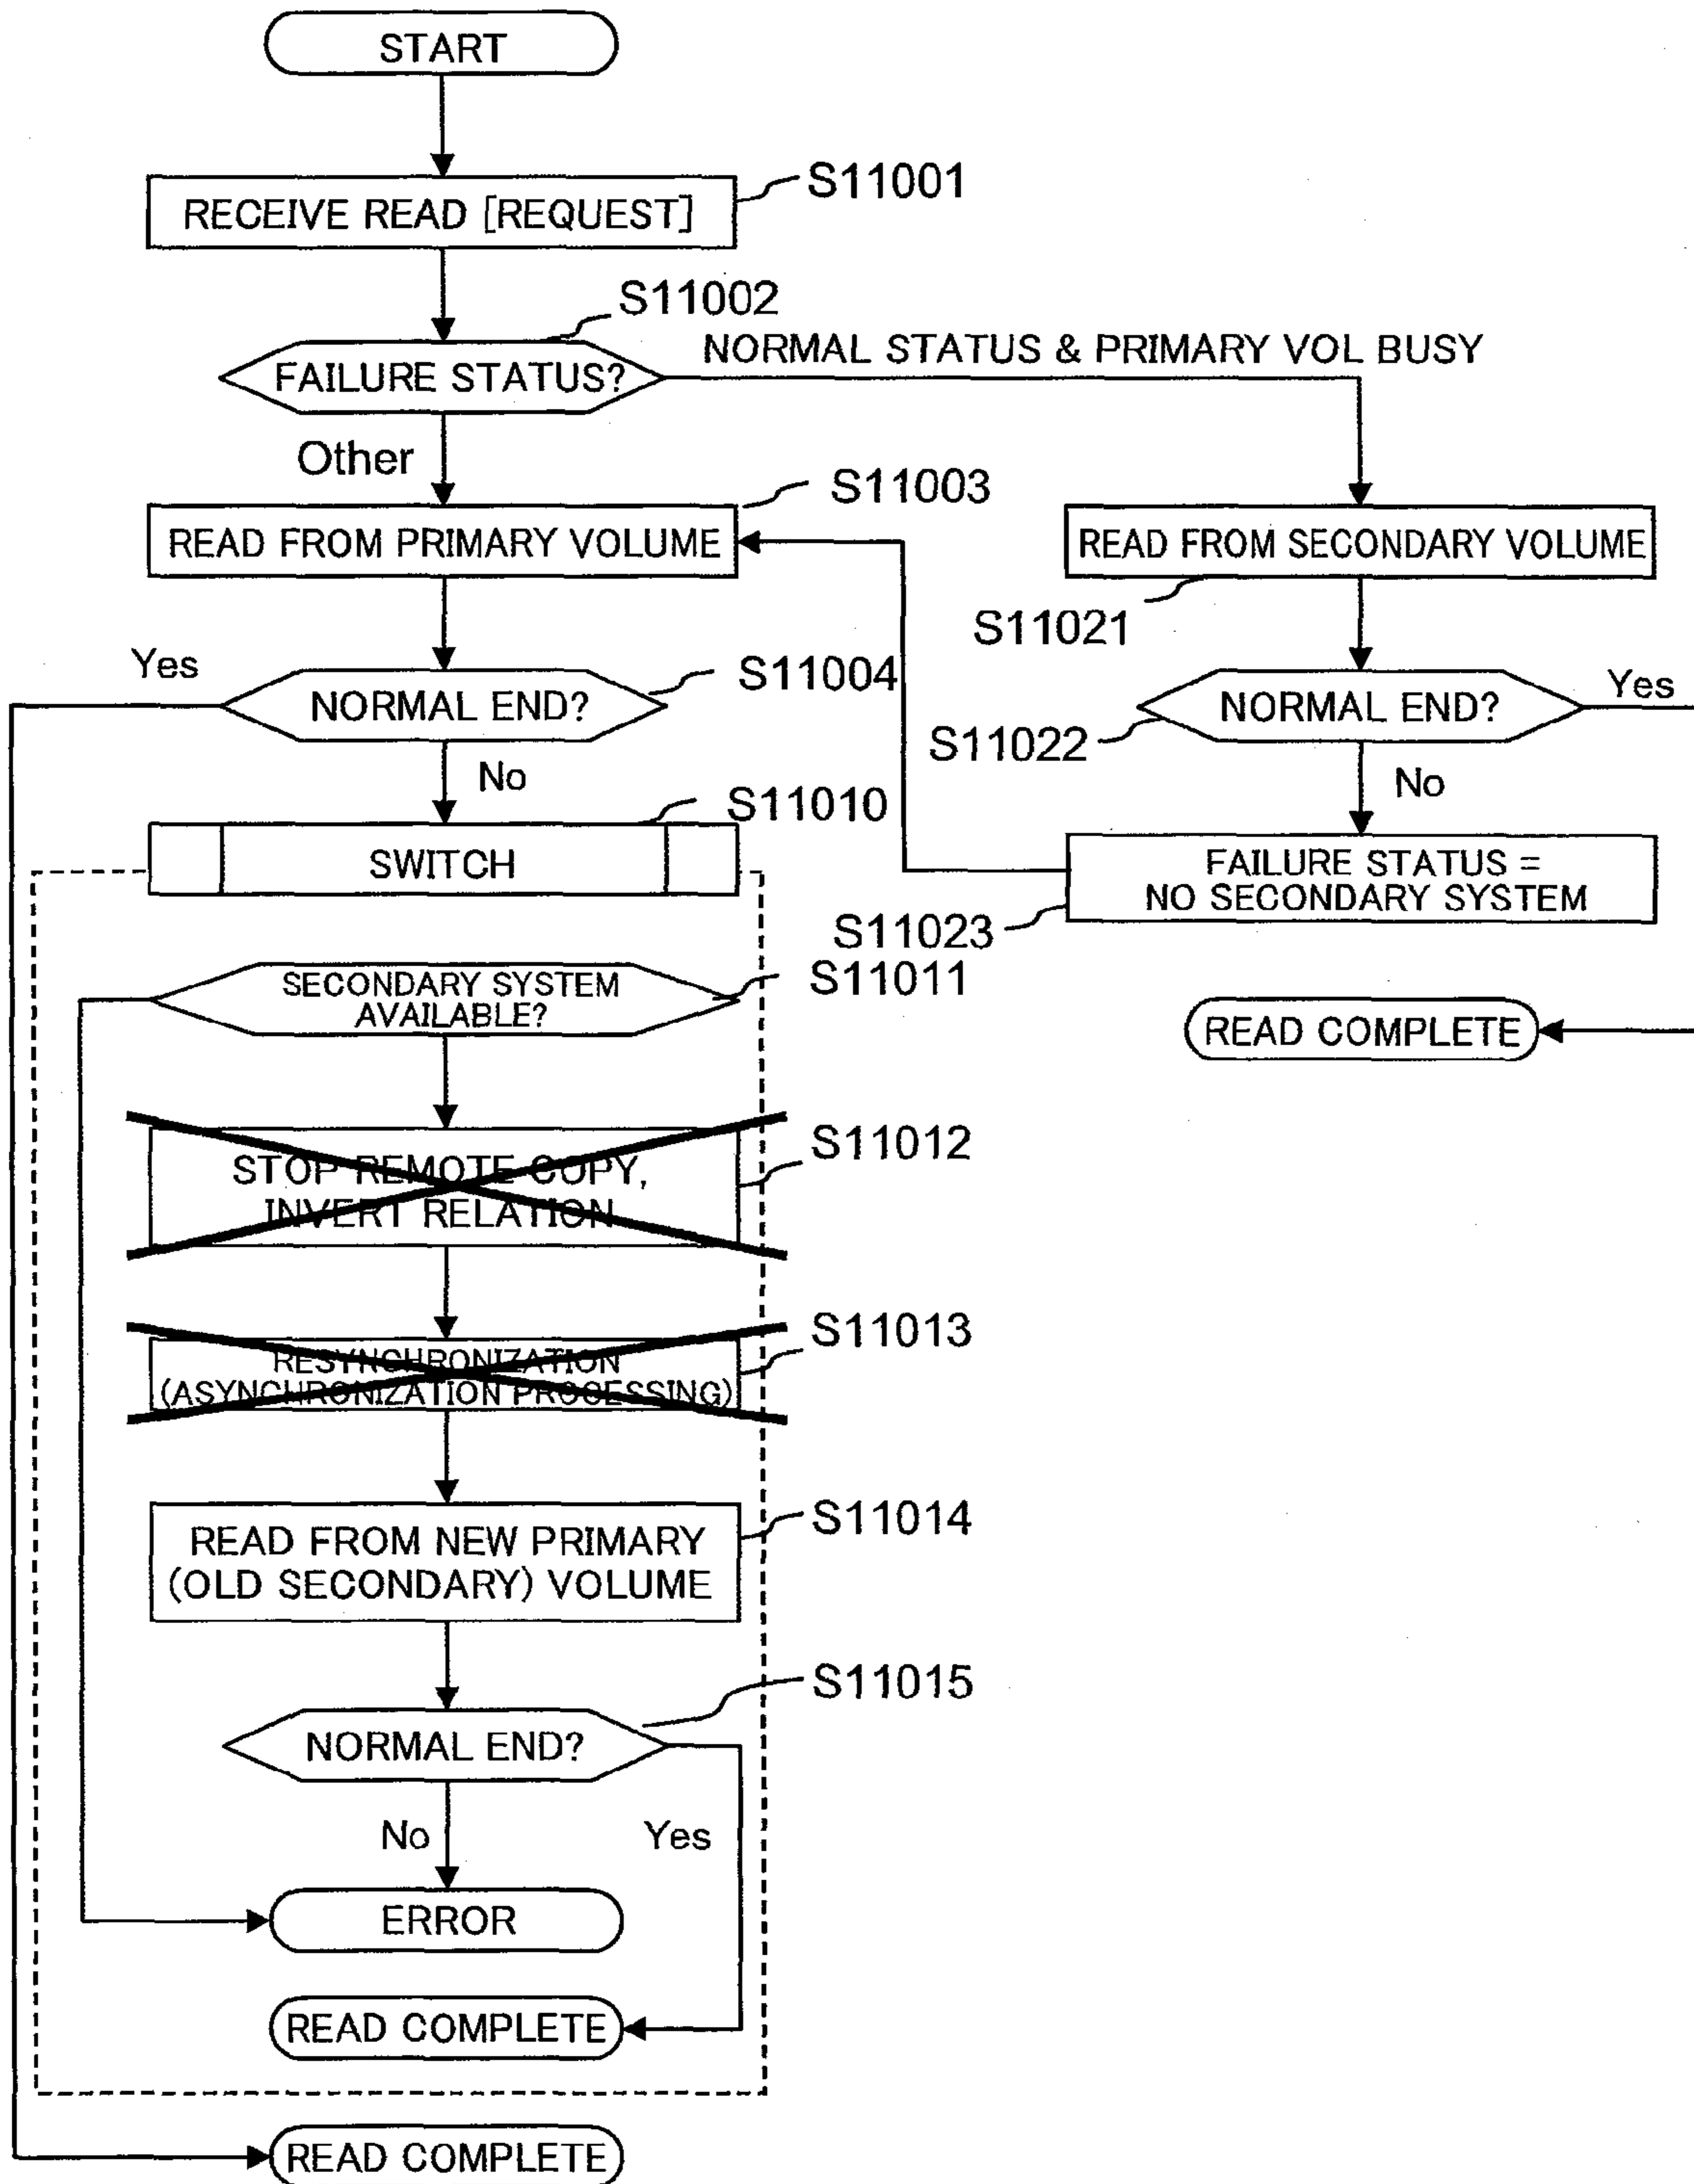 START
RECEIVE READ [REQUEST]
S11001
S11002
FAILURE STATUS?
NORMAL STATUS & PRIMARY VOL BUSY
Other
S11003
READ FROM PRIMARY VOLUME
READ FROM SECONDARY VOLUME
S11021
Yes
S11004
NORMAL END?
NORMAL END?
Yes
S11022
No
No
S11010
SWITCH
FAILURE STATUS =
NO SECONDARY SYSTEM
S11023
SECONDARY SYSTEM
AVAILABLE?
S11011
READ COMPLETE
S11012
STOP REMOTE COPY,
INVERT RELATION
S11013
RESYNCHRONIZATION
(ASYNCHRONIZATION PROCESSING)
S11014
READ FROM NEW PRIMARY
(OLD SECONDARY) VOLUME
S11015
NORMAL END?
No
Yes
ERROR
READ COMPLETE
READ COMPLETE